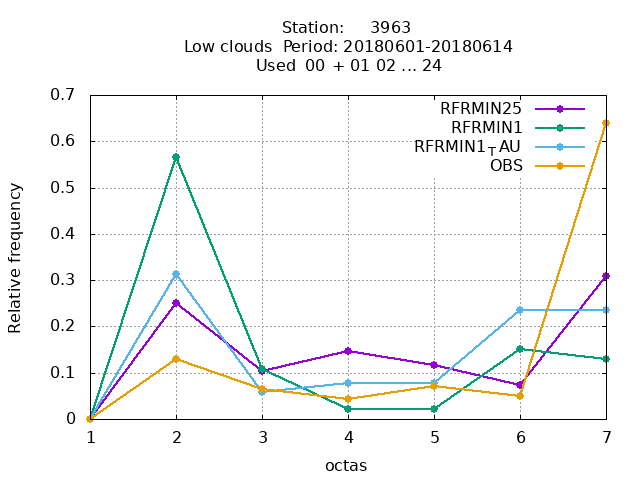 Station: 3963
Low clouds Period: 20180601-20180614
Used 00 + 01 02 ... 24
0.7
0.6
0.5
0.4
0.3
0.2
0.1
0
Relative frequency
RFRMIN25
RFRMIN1
RFRMIN1_TAU
OBS
1 2 3 4 5 6 7
octas